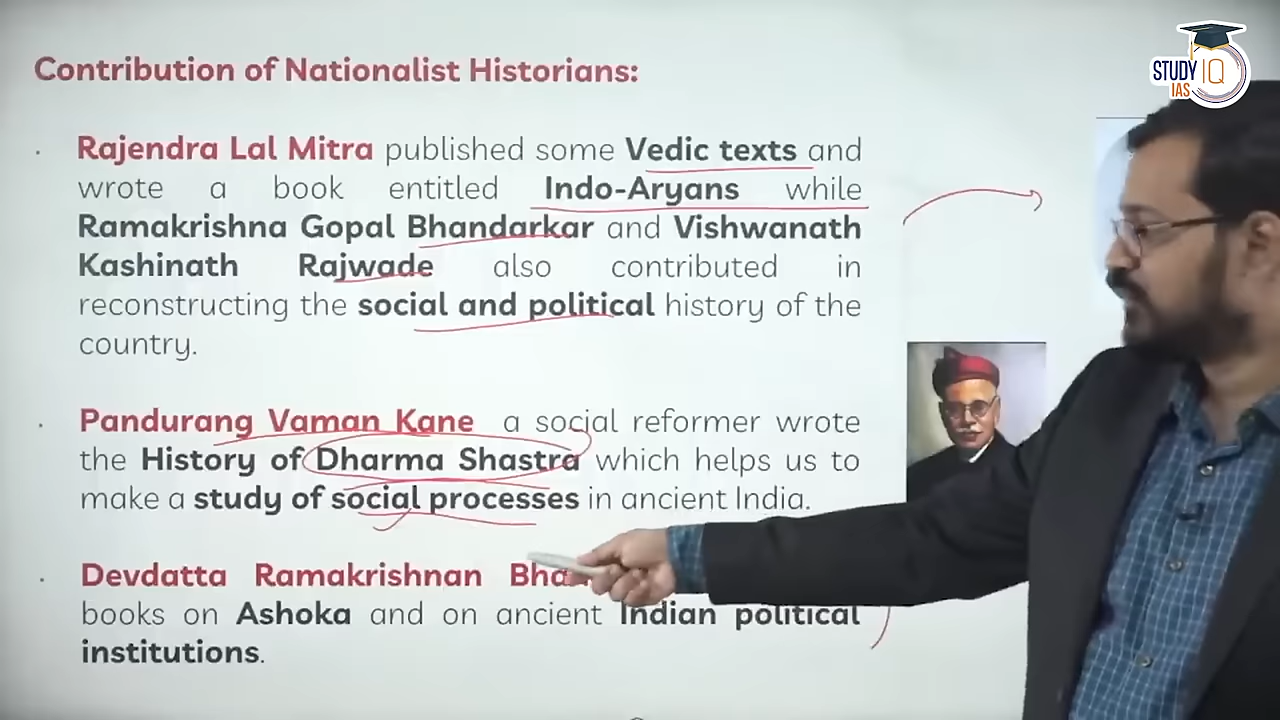 Contribution of Nationalist Historians:
STUDY IQ
IAS
Rajendra Lal Mitra published some Vedic texts and
wrote a book entitled Indo-Aryans while
Ramakrishna Gopal Bhandarkar and Vishwanath
Kashinath Rajwade also contributed in
reconstructing the social and political history of the
country.
Pandurang Vaman Kane a social reformer wrote
the History of Dharma Shastra which helps us to
make a study of social processes in ancient India.
Devdatta Ramakrishnan
books on Ashoka and on ancient Indian political
institutions.